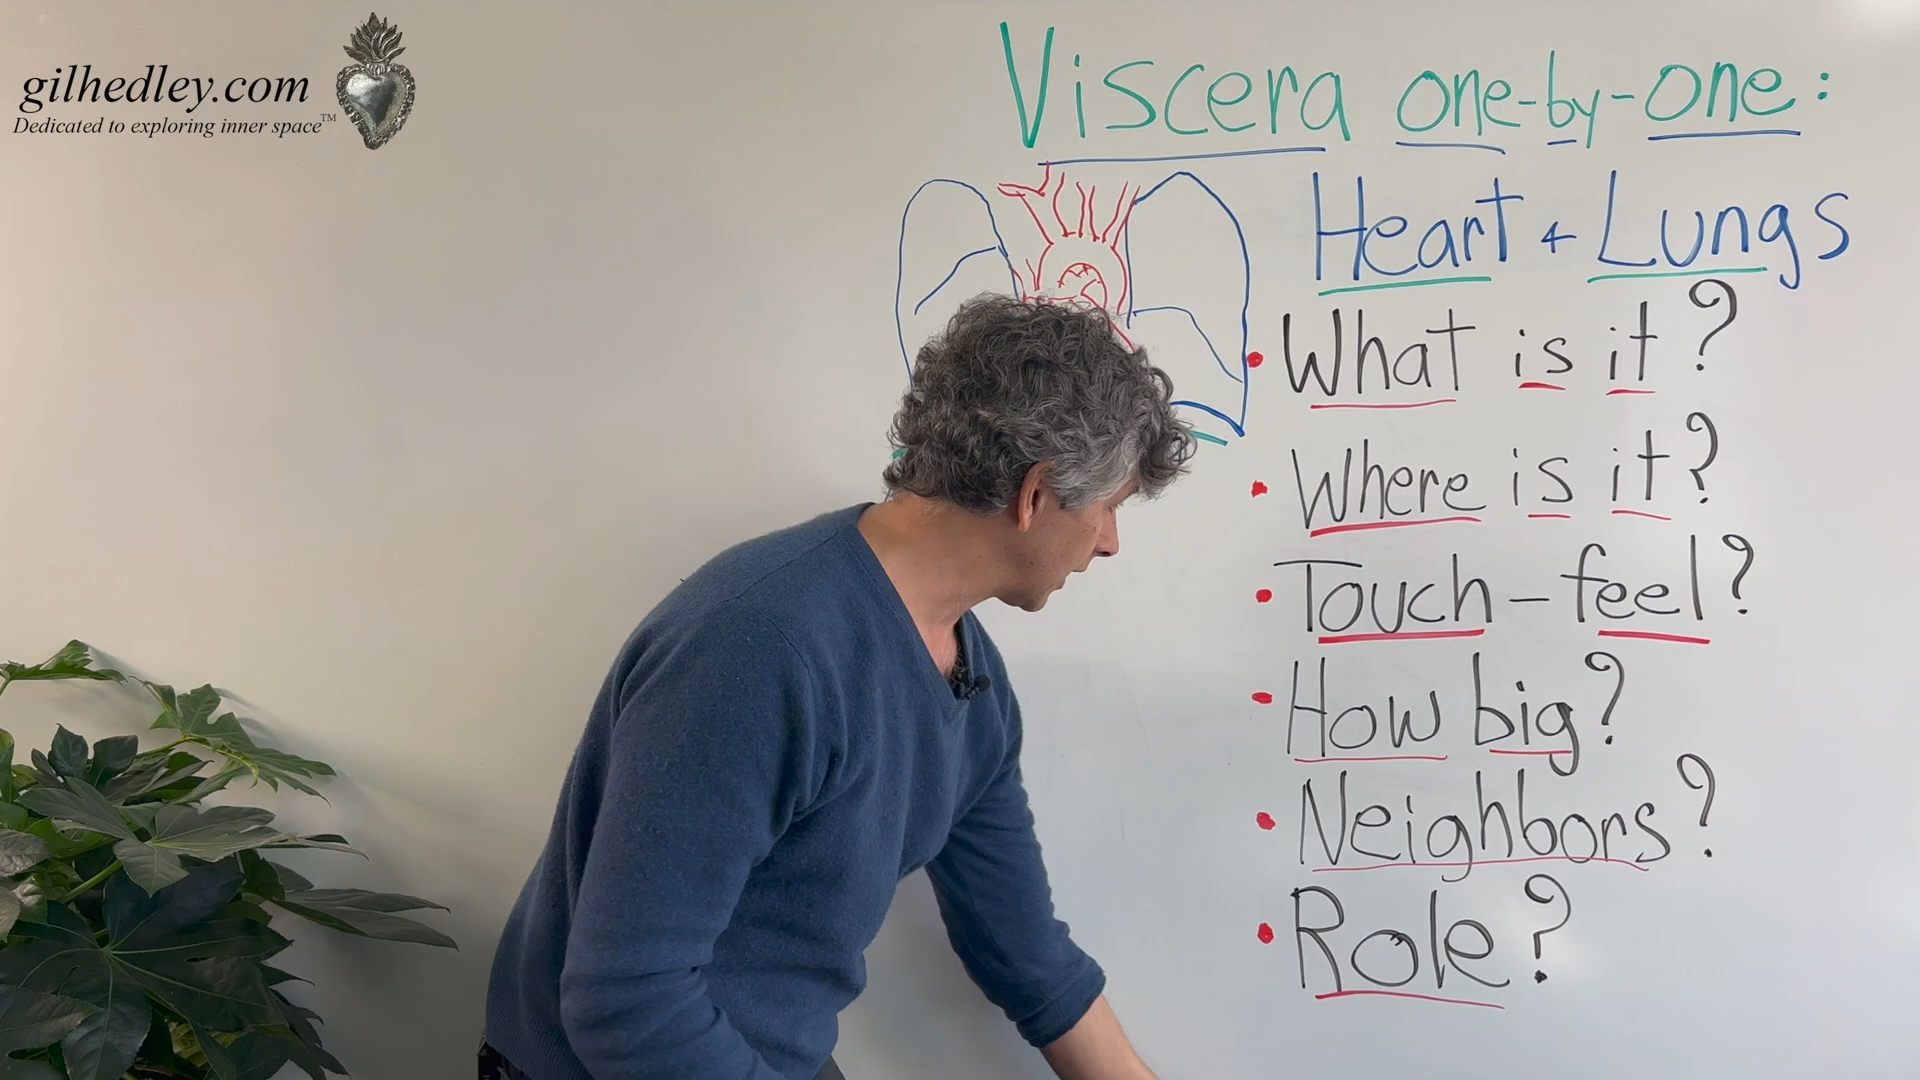 gilhedley.com
Dedicated to exploring inner space™
Viscera one-by-one:
Heart + Lungs
• What is it?
• Where is it?
• Touch - feel?
• How big?
• Neighbors?
• Role?